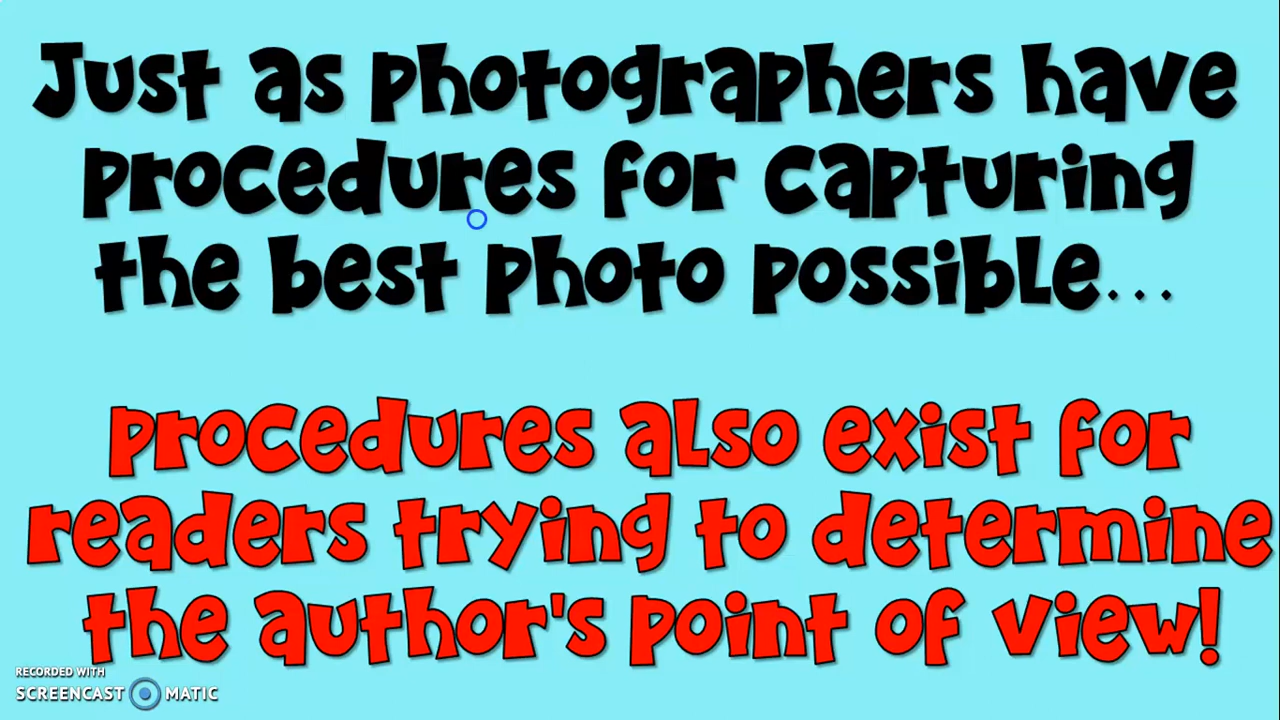 Just as photographers have
procedures for capturing
the best photo possible...
procedures also exist for
readers trying to determine
the author's point of view!
RECORDED WITH
SCREENCAST MATIC